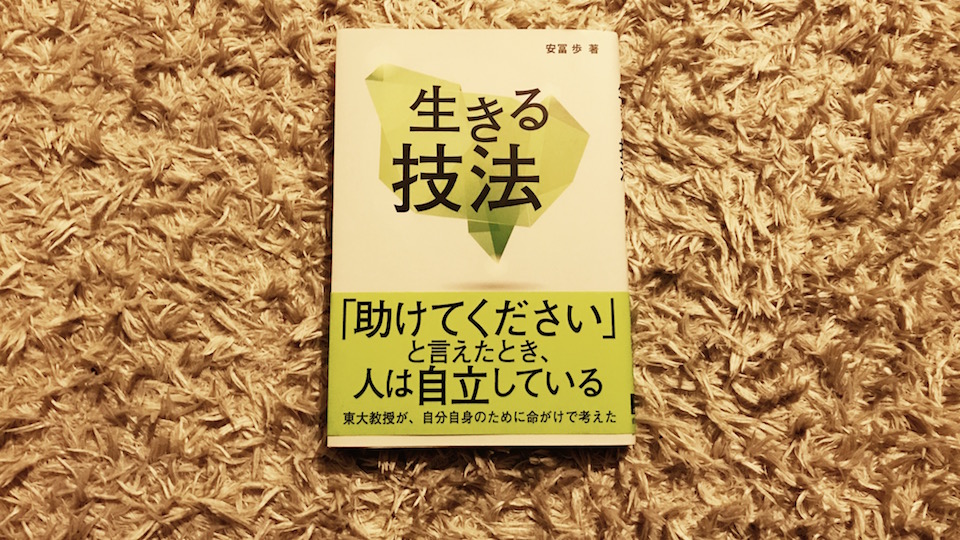 安冨 歩 著
生きる
技法
「助けてください」
と言えたとき、
人は自立している
東大教授が、自分自身のために命がけで考えた